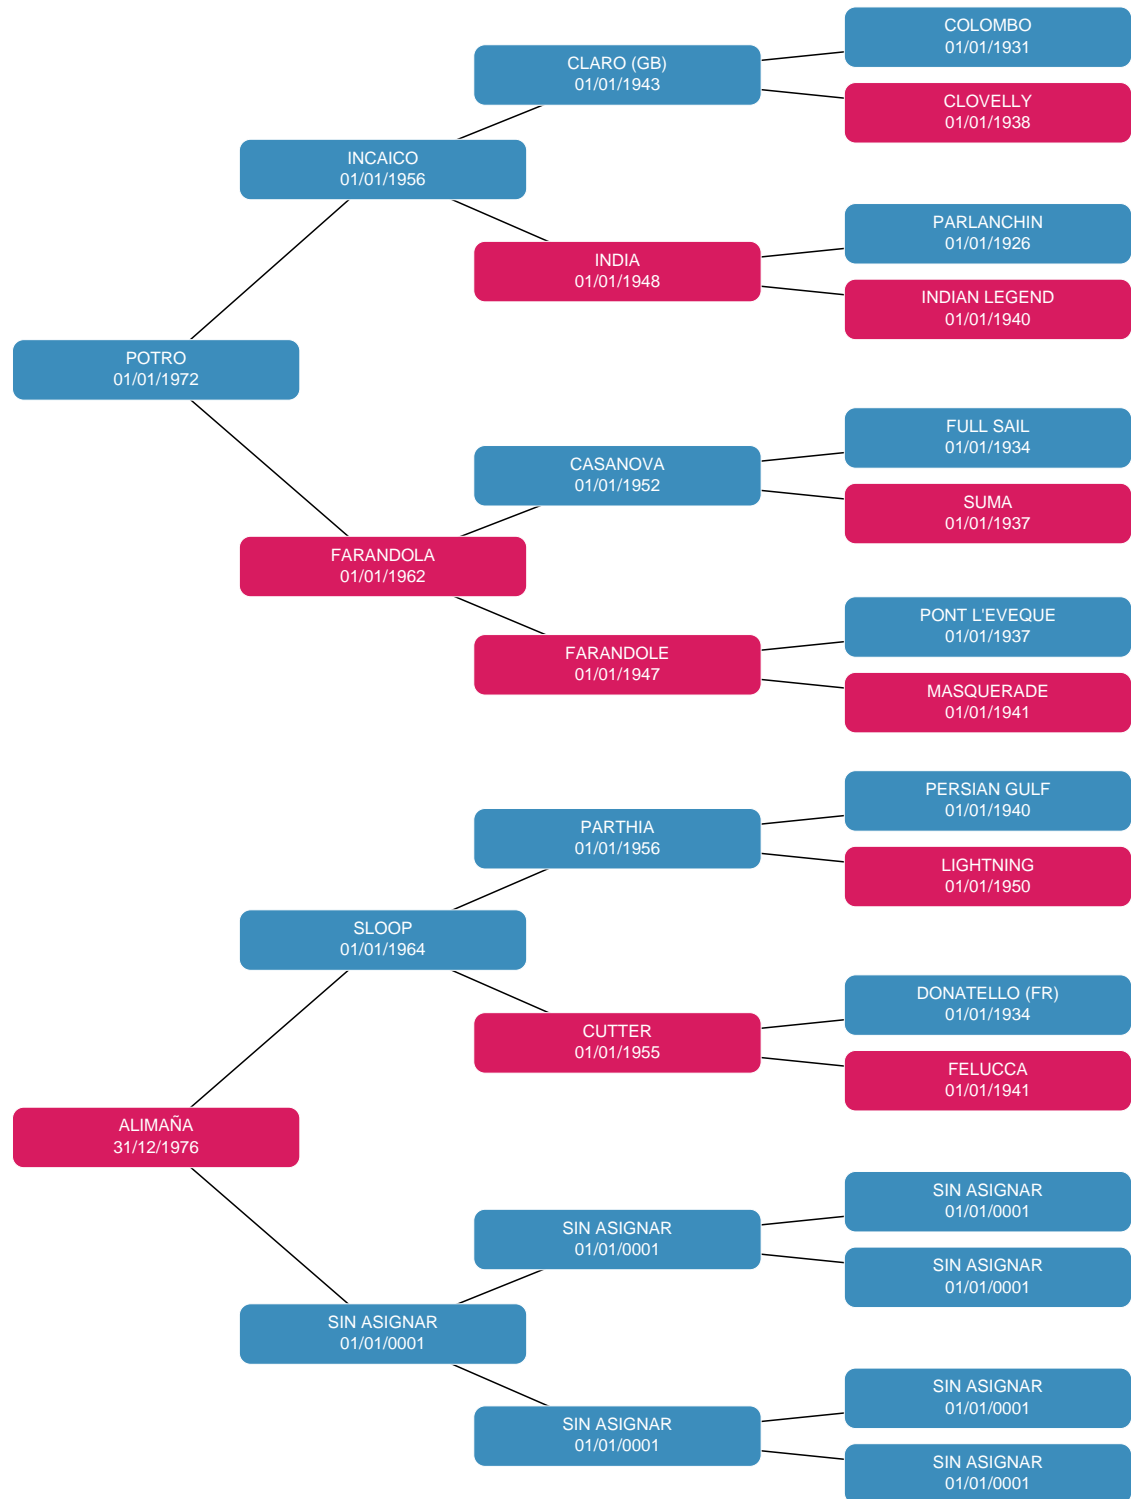 COLOMBO
01/01/1931
CLARO (GB)
01/01/1943
CLOVELLY
01/01/1938
INCAICO
01/01/1956
PARLANCHIN
01/01/1926
INDIA
01/01/1948
INDIAN LEGEND
01/01/1940
POTRO
01/01/1972
FULL SAIL
01/01/1934
CASANOVA
01/01/1952
SUMA
01/01/1937
FARANDOLA
01/01/1962
PONT L'EVEQUE
01/01/1937
FARANDOLE
01/01/1947
MASQUERADE
01/01/1941
PERSIAN GULF
01/01/1940
PARTHIA
01/01/1956
LIGHTNING
01/01/1950
SLOOP
01/01/1964
DONATELLO (FR)
01/01/1934
CUTTER
01/01/1955
FELUCCA
01/01/1941
ALIMAÑA
31/12/1976
SIN ASIGNAR
01/01/0001
SIN ASIGNAR
01/01/0001
SIN ASIGNAR
01/01/0001
SIN ASIGNAR
01/01/0001
SIN ASIGNAR
01/01/0001
SIN ASIGNAR
01/01/0001
SIN ASIGNAR
01/01/0001